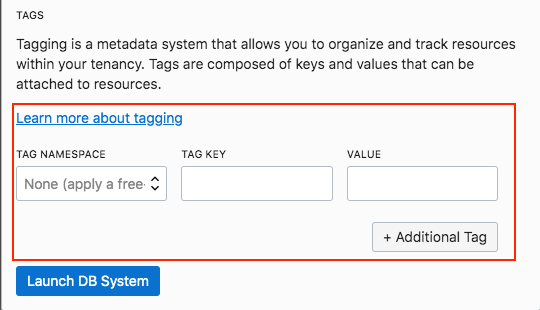 TAGS
Tagging is a metadata system that allows you to organize and track resources
within your tenancy. Tags are composed of keys and values that can be
attached to resources.
Learn more about tagging
TAG NAMESPACE TAG KEY VALUE
None (apply a free-
+ Additional Tag
Launch DB System